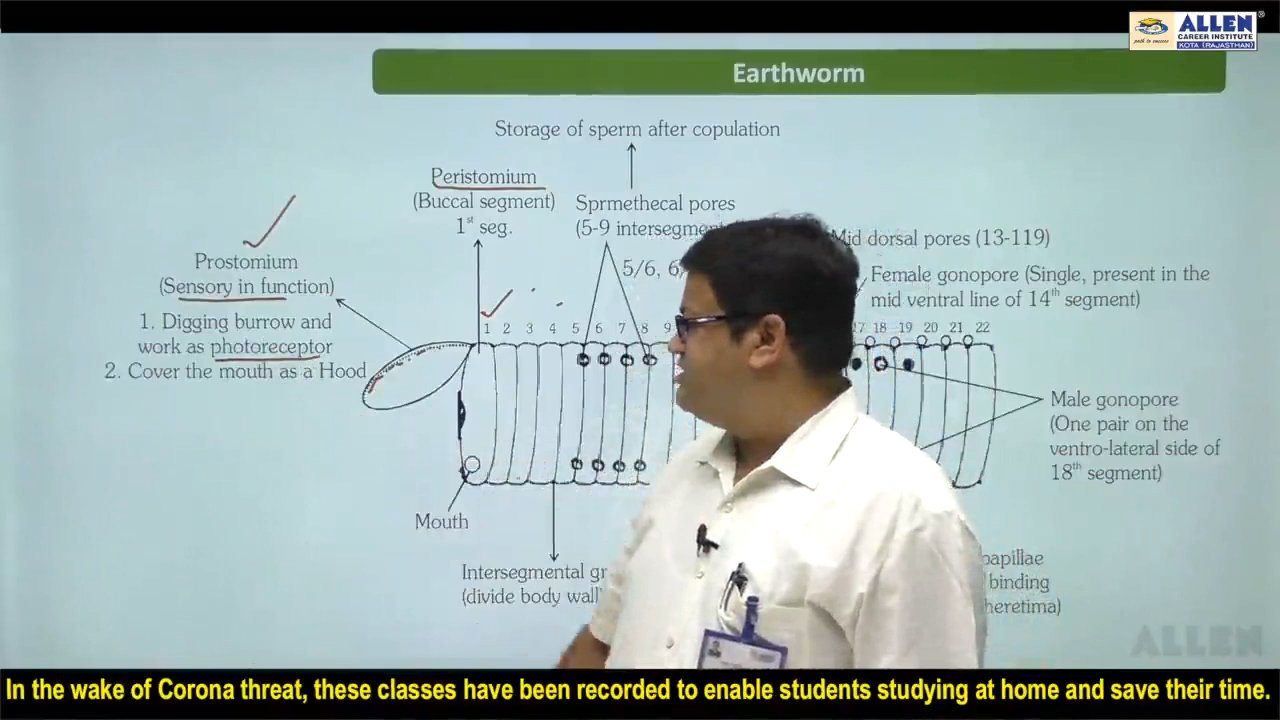 ALLEN
CAREER INSTITUTE
KOTA (RAJASTHAN)
path to success
Earthworm
Storage of sperm after copulation
Peristomium
(Buccal segment)
1st seg.
Sprmethecal pores
(5-9 intersegmen
5/6, 6,
Mid dorsal pores (13-119)
Female gonopore (Single, present in the
mid ventral line of 14th segment)
Prostomium
(Sensory in function)
1. Digging burrow and
work as photoreceptor
2. Cover the mouth as a Hood
1 2 3 4 5 6 7 8 9 17 18 19 20 21 22
Male gonopore
(One pair on the
ventro-lateral side of
18th segment)
Mouth
Intersegmental gr
(divide body wall)
papillae
binding
heretima)
ALLEN
In the wake of Corona threat, these classes have been recorded to enable students studying at home and save their time.